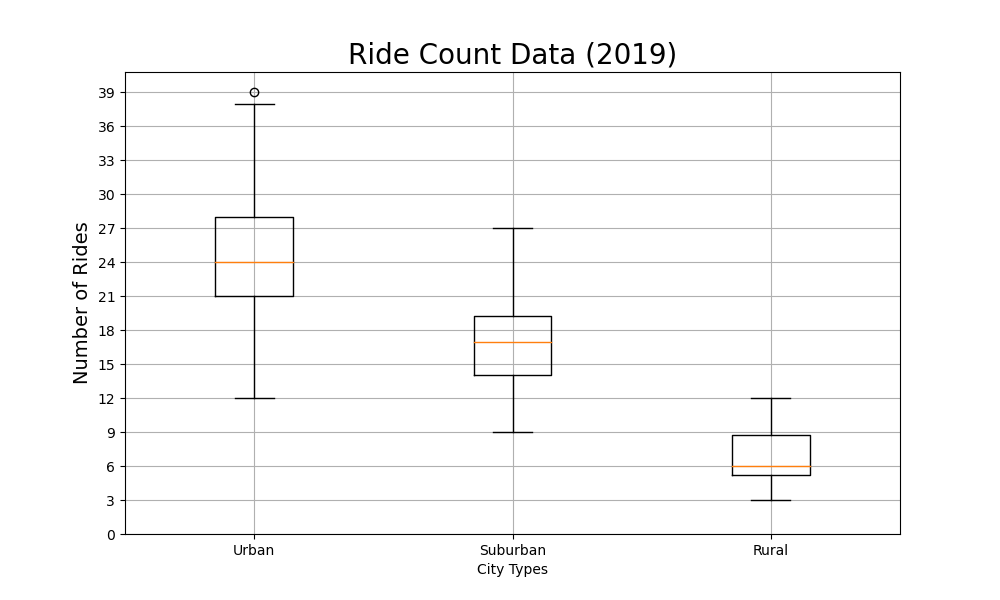 Ride Count Data (2019)
Number of Rides
39
36
33
30
27
24
21
18
15
12
9
6
3
0
Urban
Suburban
Rural
City Types